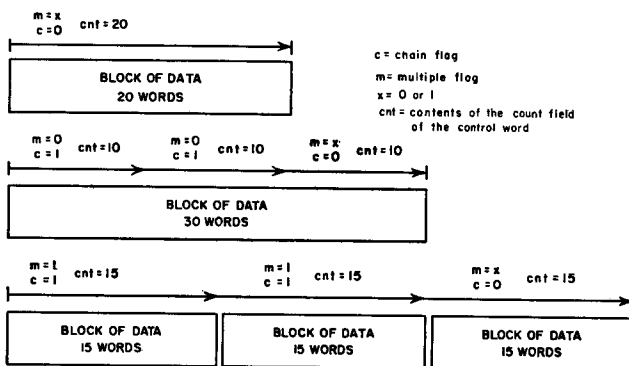 m=x
c=0 cnt=20
BLOCK OF DATA
20 WORDS
c= chain flag
m= multiple flag
x = 0 or 1
cnt= contents of the count field
of the control word
m=0
c=1 cnt=10
m=0
c=1 cnt=10
m=x
c=0 cnt=10
BLOCK OF DATA
30 WORDS
m=1
c=1 cnt=15
m=1
c=1 cnt=15
m=x
c=0 cnt=15
BLOCK OF DATA
15 WORDS
BLOCK OF DATA
15 WORDS
BLOCK OF DATA
15 WORDS